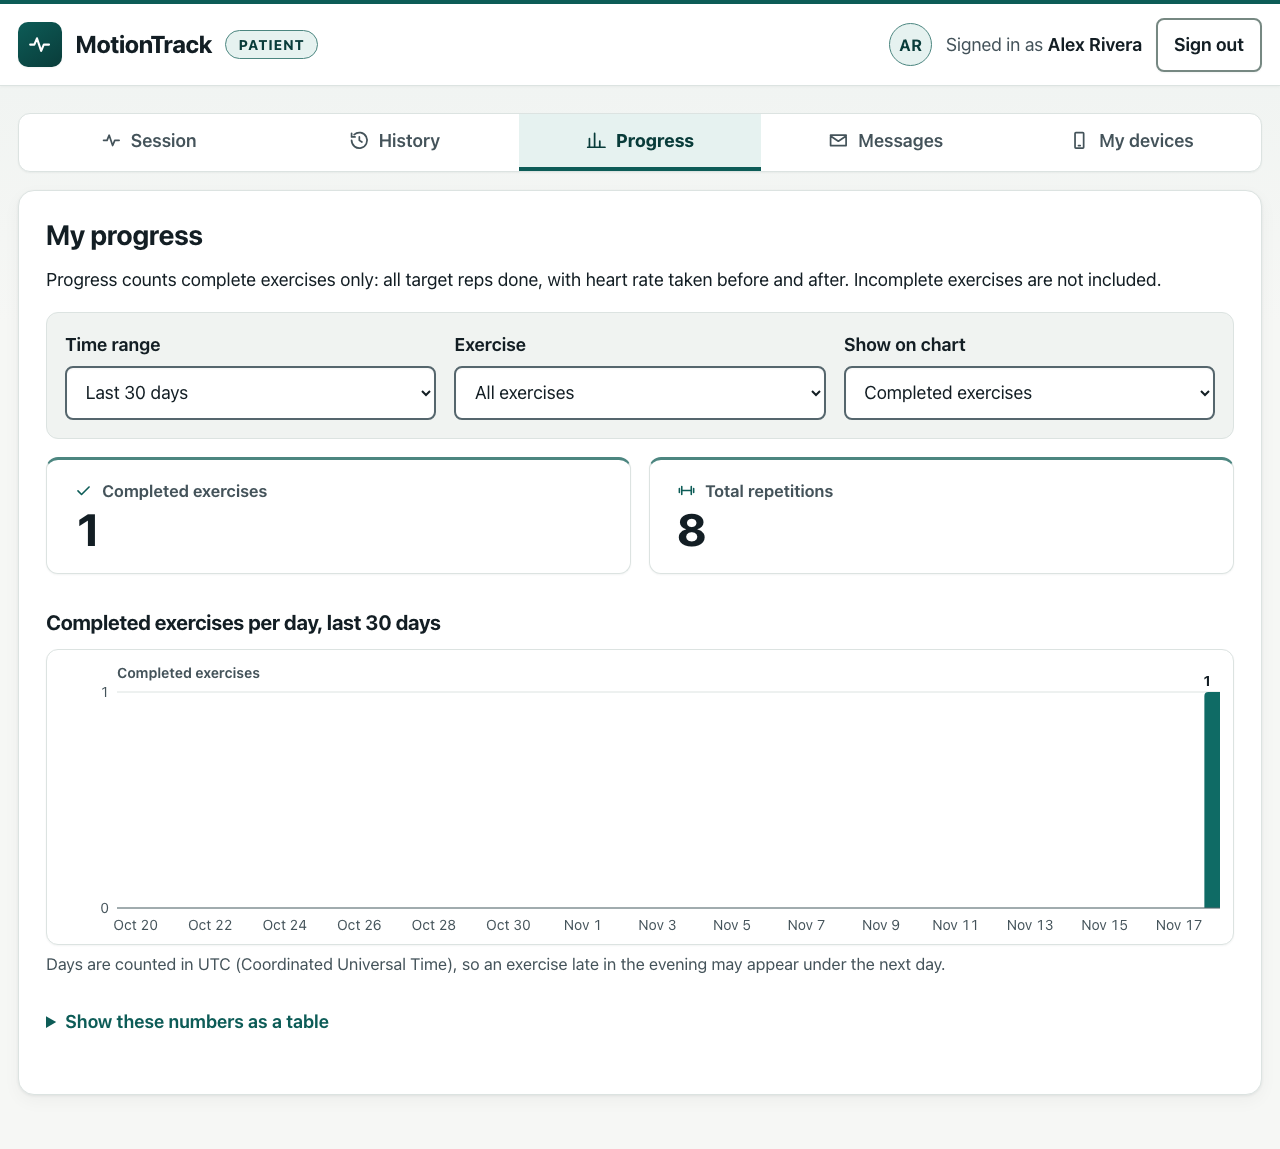 MotionTrack PATIENT
AR Signed in as Alex Rivera Sign out
Session History Progress Messages My devices
My progress
Progress counts complete exercises only: all target reps done, with heart rate taken before and after. Incomplete exercises are not included.
Time range Exercise Show on chart
Last 30 days All exercises Completed exercises
Completed exercises Total repetitions
1 8
Completed exercises per day, last 30 days
Completed exercises
1
1
0
Oct 20 Oct 22 Oct 24 Oct 26 Oct 28 Oct 30 Nov 1 Nov 3 Nov 5 Nov 7 Nov 9 Nov 11 Nov 13 Nov 15 Nov 17
Days are counted in UTC (Coordinated Universal Time), so an exercise late in the evening may appear under the next day.
Show these numbers as a table